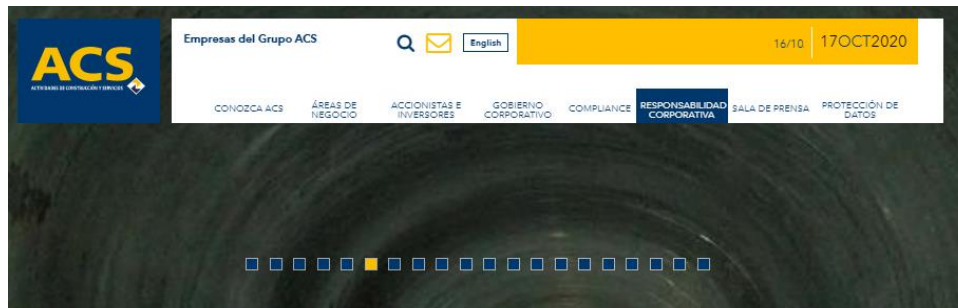 ACS
ACTIVIDADES DE CONSTRUCCIÓN Y SERVICIOS
Empresas del Grupo ACS
English
16/10
17OCT2020
CONOZCA ACS
ÁREAS DE
NEGOCIO
ACCIONISTAS E
INVERSORES
GOBIERNO
CORPORATIVO
COMPLIANCE
RESPONSABILIDAD
CORPORATIVA
SALA DE PRENSA
PROTECCIÓN DE
DATOS